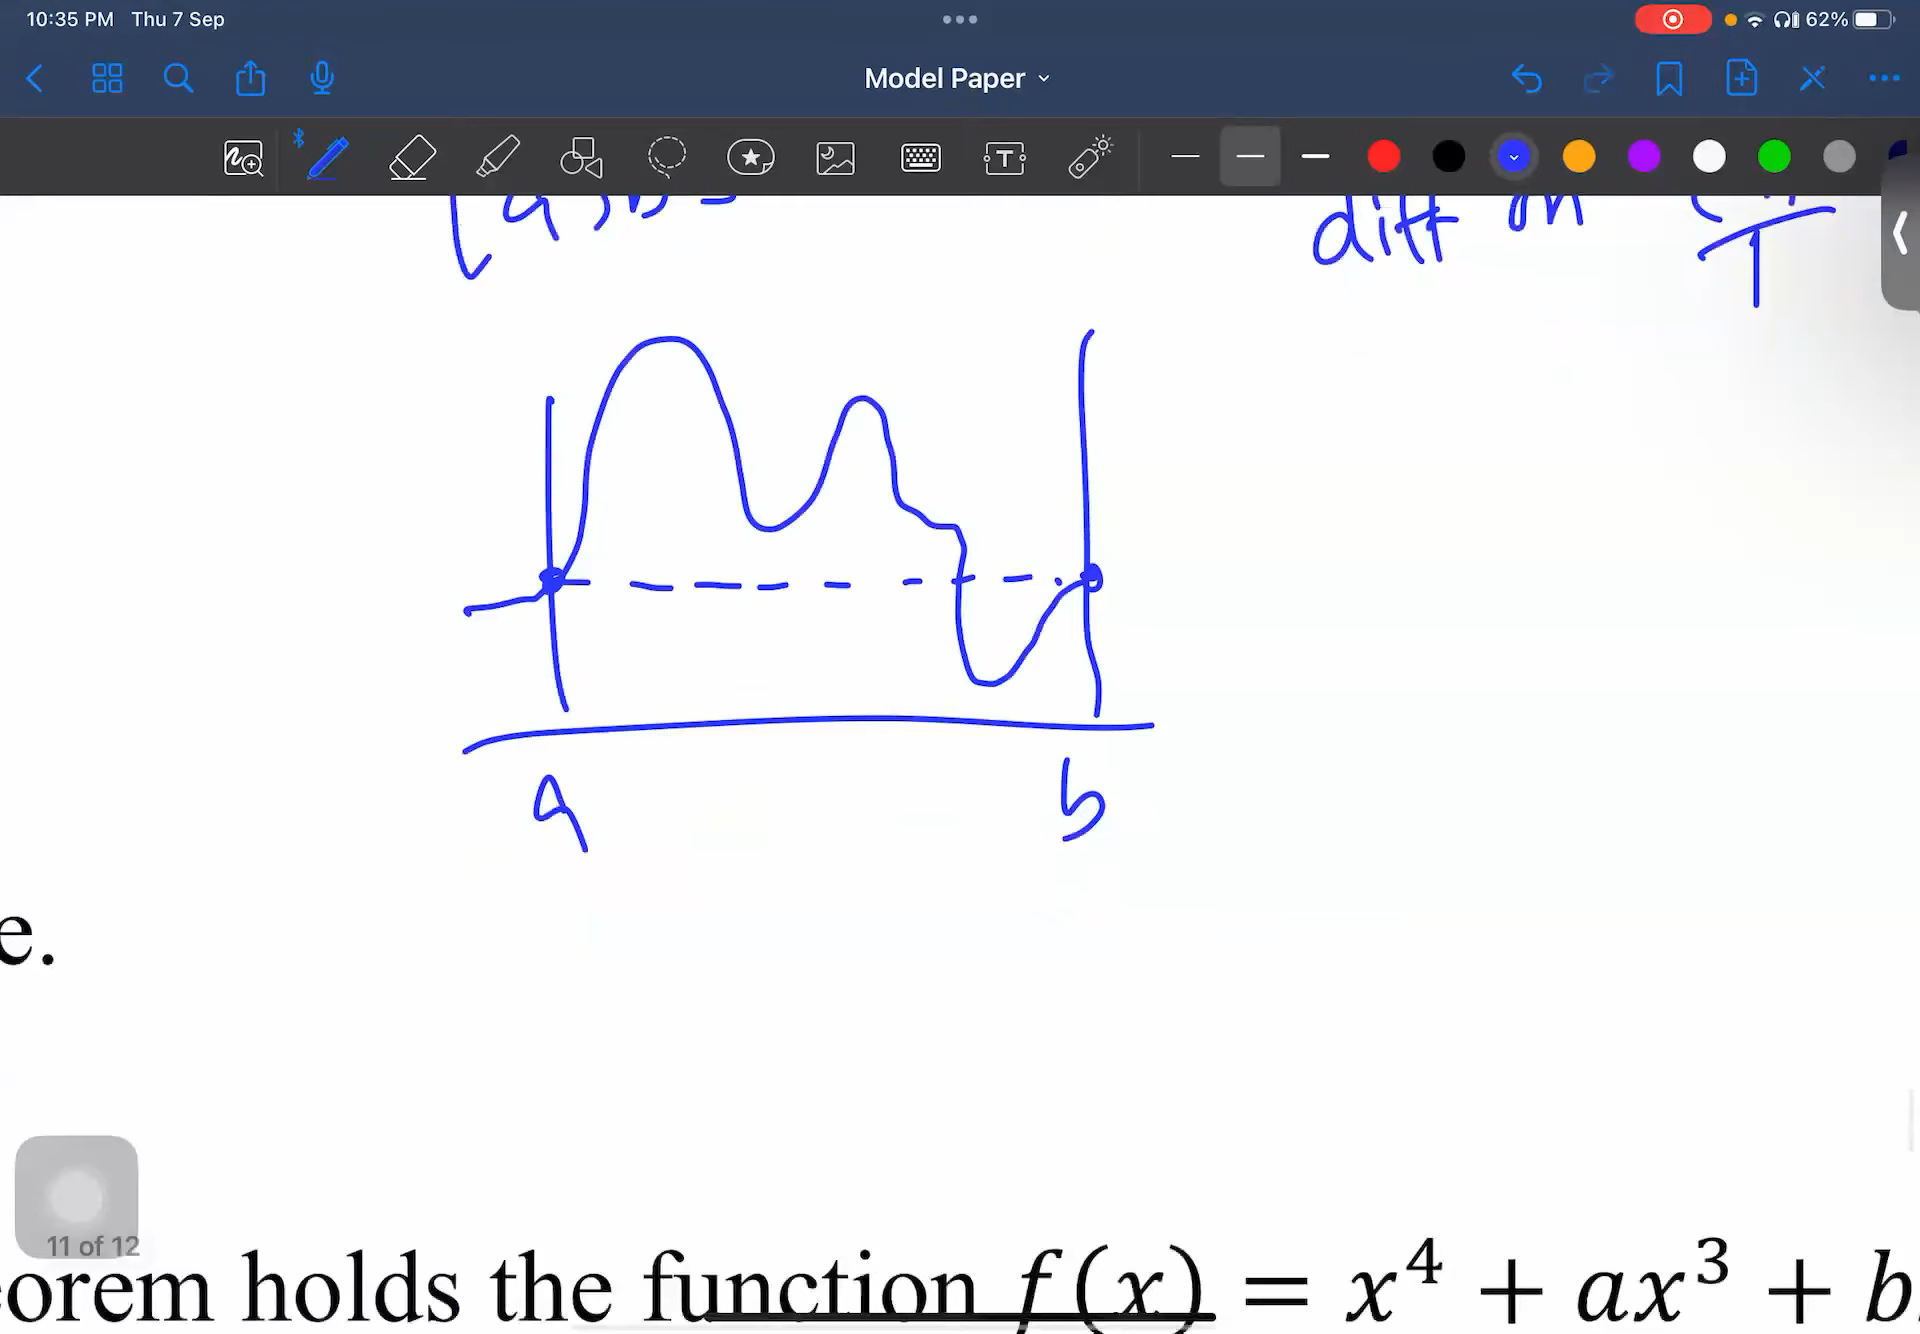 10:35 PM Thu 7 Sep
62%
Model Paper
T
diff on
a
b
e.
11 of 12
orem holds the function f(x) = x⁴ + ax³ + b